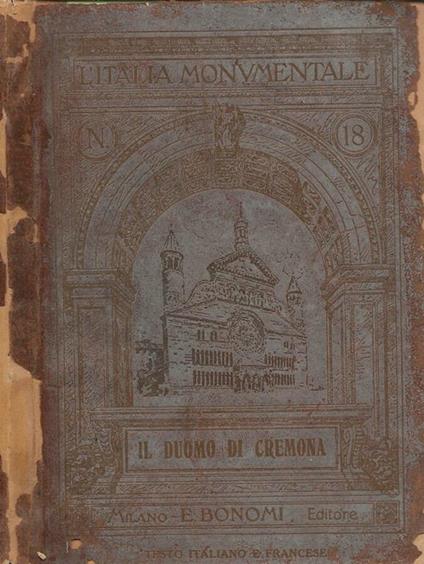 L'ITALIA MONVMENTALE
N. 18
IL DUOMO DI CREMONA
MILANO - E. BONOMI, Editore
TESTO ITALIANO E FRANCESE